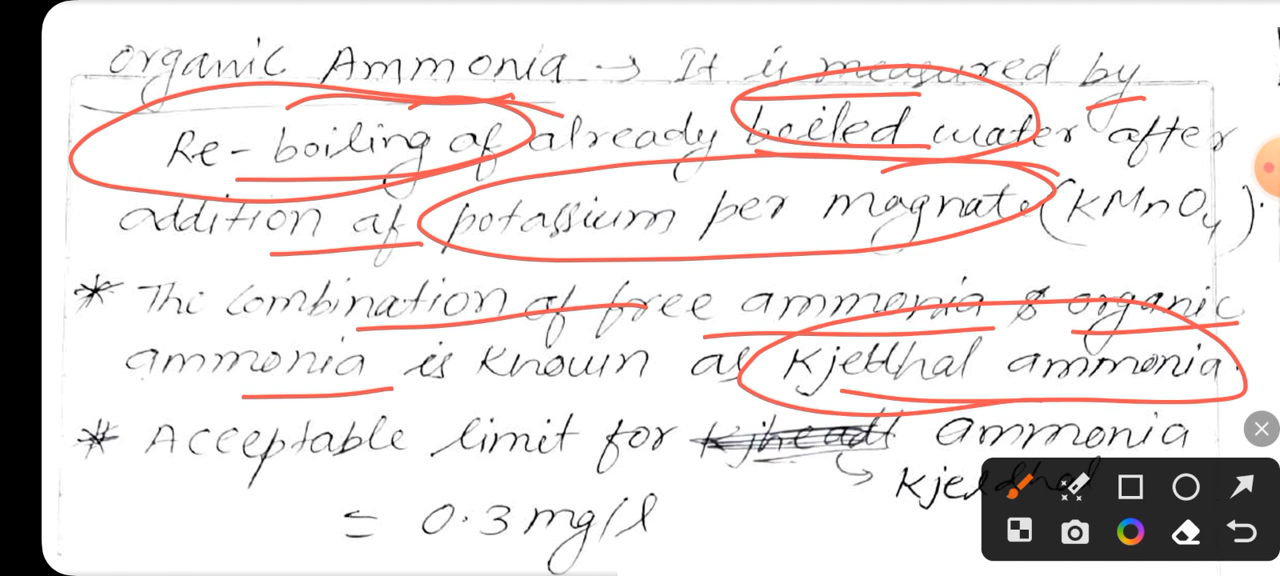 Organic Ammonia → It is measured by
Re-boiling of already boiled water after
addition of potassium per magnate (KMnO4).
* The combination of free ammonia & organic
ammonia is known as Kjeldhal ammonia.
* Acceptable limit for Ammonia
Kjeldhal
= 0.3 mg/l